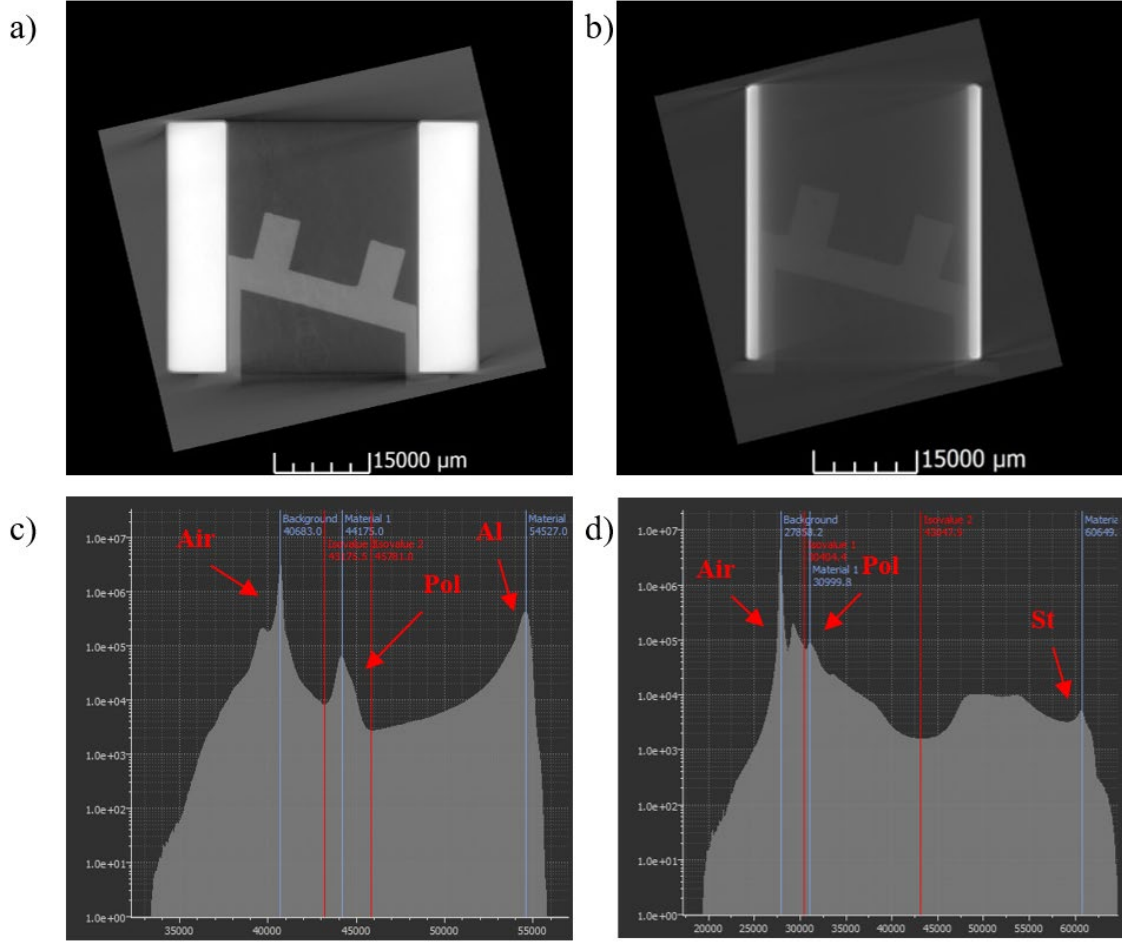 a)
b)
15000 µm
15000 µm
c)
d)
1.0e+07
1.0e+06
1.0e+05
1.0e+04
1.0e+03
1.0e+02
1.0e+01
1.0e+00
Background
40683.0
Material 1
44175.0
Material
54527.0
Isovalue 2
45781.0
Air
Al
Pol
35000 40000 45000 50000 55000
1.0e+07
1.0e+06
1.0e+05
1.0e+04
1.0e+03
1.0e+02
1.0e+01
1.0e+00
Background
27858.2
Isovalue 1
Material 1
30999.8
Isovalue 2
Materia
60649.
Air
Pol
St
20000 25000 30000 35000 40000 45000 50000 55000 60000